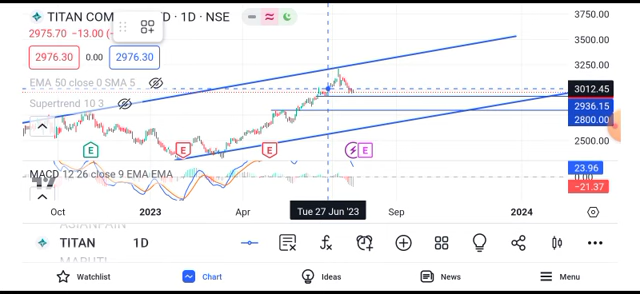 TITAN COM D · 1D · NSE
2975.70 −13.00 (−
2976.30 0.00 2976.30
EMA 50 close 0 SMA 5
Supertrend 10 3
3750.00
3500.00
3250.00
3012.45
2936.15
2800.00
2500.00
E E E E
MACD 12 26 close 9 EMA EMA
23.96
0.00
−21.37
Oct 2023 Apr Tue 27 Jun '23 Sep 2024
ASIANPAIN
TITAN 1D
MARUTI
Watchlist Chart Ideas News Menu